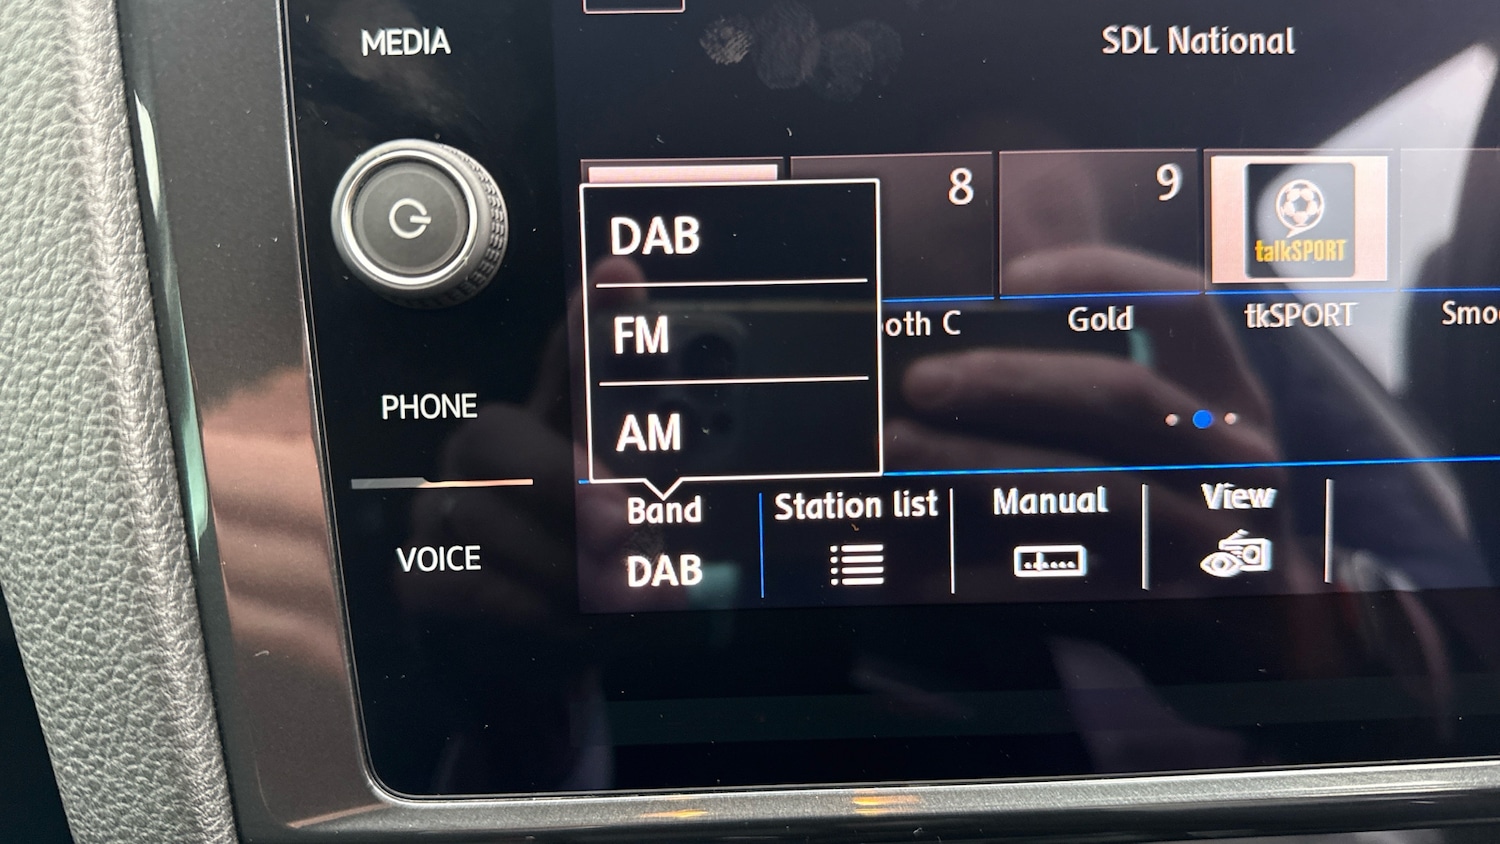 MEDIA
SDL National
8
9
DAB
FM
AM
talkSPORT
oth C
Gold
tkSPORT
Smo
PHONE
VOICE
Band
DAB
Station list
Manual
View